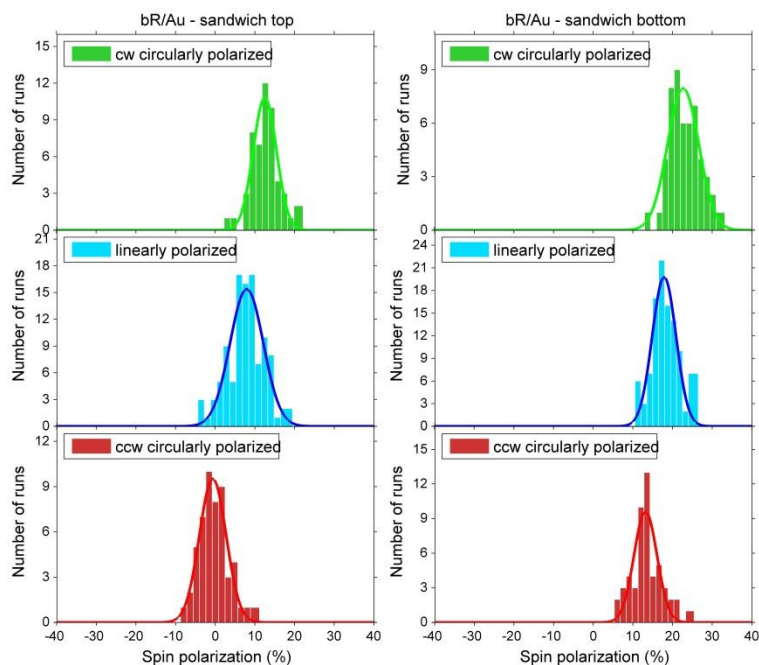 bR/Au - sandwich top
15
12
9
6
3
0
Number of runs
cw circularly polarized
bR/Au - sandwich bottom
9
6
3
0
Number of runs
cw circularly polarized
21
18
15
12
9
6
3
0
Number of runs
linearly polarized
24
21
18
15
12
9
6
3
0
Number of runs
linearly polarized
12
9
6
3
0
Number of runs
ccw circularly polarized
-40 -30 -20 -10 0 10 20 30 40
Spin polarization (%)
15
12
9
6
3
0
Number of runs
ccw circularly polarized
-40 -30 -20 -10 0 10 20 30 40
Spin polarization (%)